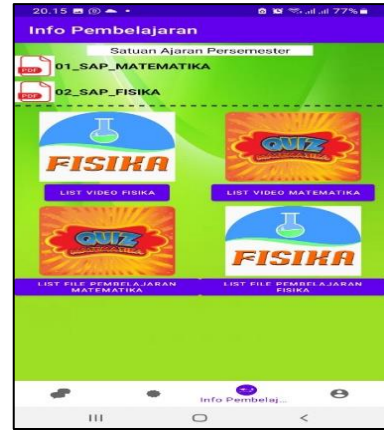 20.15
77%
Info Pembelajaran
Satuan Ajaran Persemester
PDF 01_SAP_MATEMATIKA
PDF 02_SAP_FISIKA
FISIKA
QUIZ
MATEMATIKA
LIST VIDEO FISIKA
LIST VIDEO MATEMATIKA
QUIZ
MATEMATIKA
FISIKA
LIST FILE PEMBELAJARAN
MATEMATIKA
LIST FILE PEMBELAJARAN
FISIKA
Info Pembelaj...